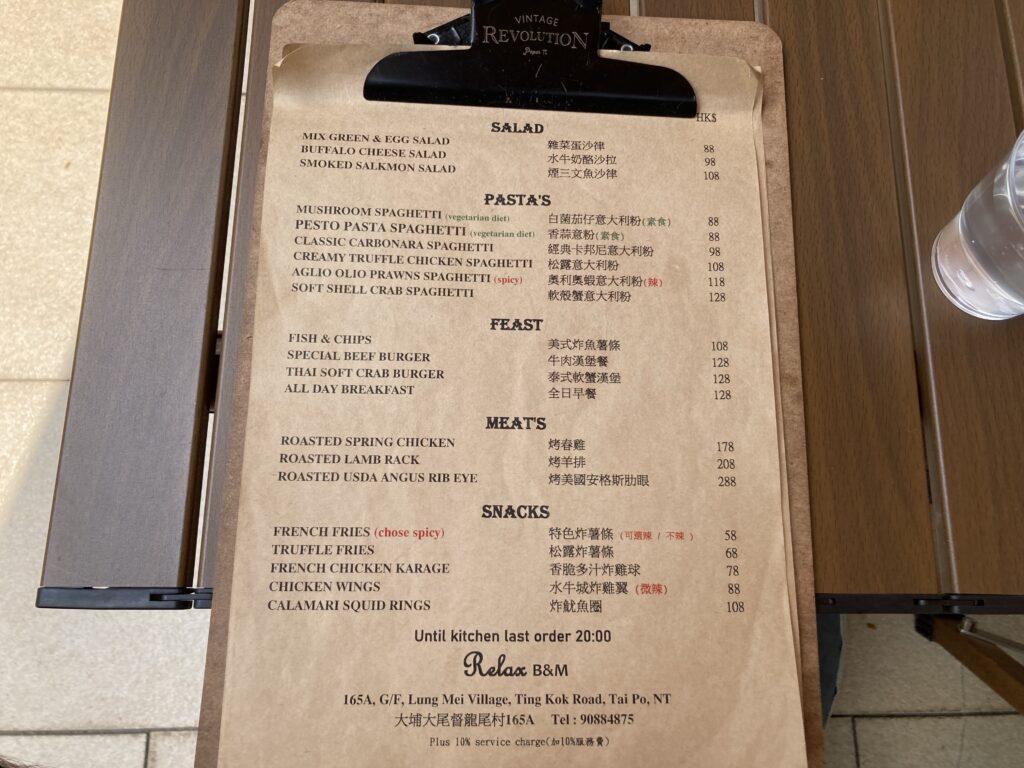 VINTAGE
REVOLUTION
Paper π
HK$
SALAD
MIX GREEN & EGG SALAD 雜菜蛋沙律 88
BUFFALO CHEESE SALAD 水牛奶酪沙拉 98
SMOKED SALKMON SALAD 煙三文魚沙律 108
PASTA'S
MUSHROOM SPAGHETTI (vegetarian diet) 白菌茄仔意大利粉(素食) 88
PESTO PASTA SPAGHETTI (vegetarian diet) 香蒜意粉(素食) 88
CLASSIC CARBONARA SPAGHETTI 經典卡邦尼意大利粉 98
CREAMY TRUFFLE CHICKEN SPAGHETTI 松露意大利粉 108
AGLIO OLIO PRAWNS SPAGHETTI (spicy) 奧利奧蝦意大利粉(辣) 118
SOFT SHELL CRAB SPAGHETTI 軟殼蟹意大利粉 128
FEAST
FISH & CHIPS 美式炸魚薯條 108
SPECIAL BEEF BURGER 牛肉漢堡餐 128
THAI SOFT CRAB BURGER 泰式軟蟹漢堡 128
ALL DAY BREAKFAST 全日早餐 128
MEAT'S
ROASTED SPRING CHICKEN 烤春雞 178
ROASTED LAMB RACK 烤羊排 208
ROASTED USDA ANGUS RIB EYE 烤美國安格斯肋眼 288
SNACKS
FRENCH FRIES (chose spicy) 特色炸薯條 (可選辣 / 不辣 ) 58
TRUFFLE FRIES 松露炸薯條 68
FRENCH CHICKEN KARAGE 香脆多汁炸雞球 78
CHICKEN WINGS 水牛城炸雞翼 (微辣) 88
CALAMARI SQUID RINGS 炸魷魚圈 108
Until kitchen last order 20:00
Relax B&M
165A, G/F, Lung Mei Village, Ting Kok Road, Tai Po, NT
大埔大尾督龍尾村165A Tel : 90884875
Plus 10% service charge(加10%服務費)